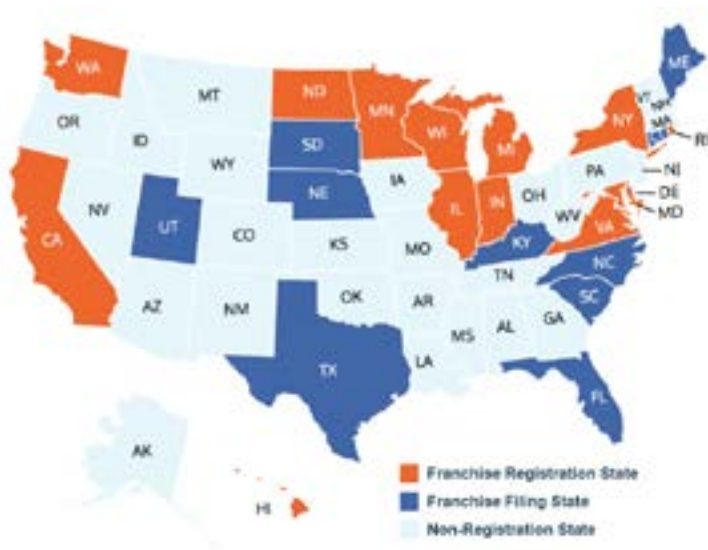 WA
ME
MT
ND
VT
NH
OR
MN
MA
ID
SD
WI
NY
RI
WY
MI
IA
PA
NJ
NE
NV
OH
DE
UT
IL
IN
MD
CA
CO
WV
VA
KS
MO
KY
NC
TN
AZ
NM
OK
AR
SC
MS
AL
GA
TX
LA
FL
AK
Franchise Registration State
Franchise Filing State
HI
Non-Registration State